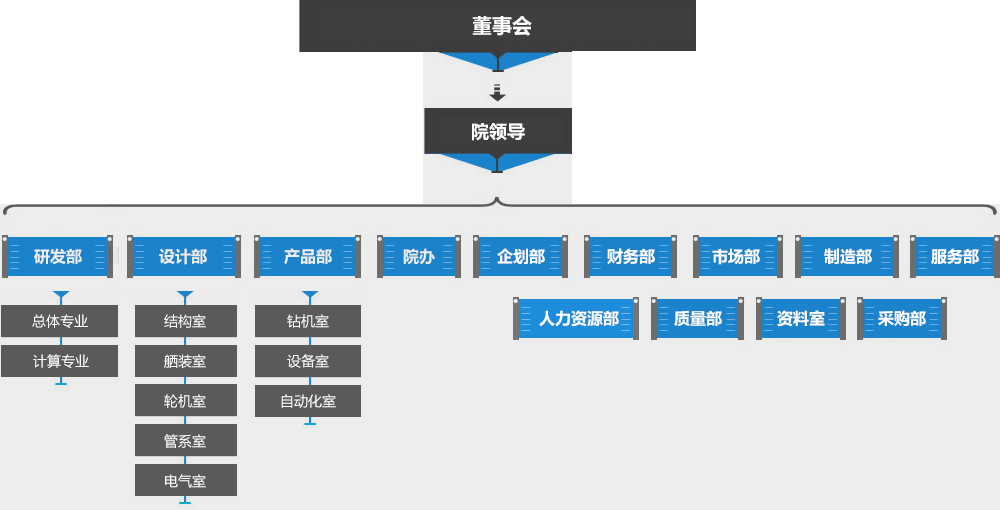 董事会
院领导
研发部
设计部
产品部
院办
企划部
财务部
市场部
制造部
服务部
人力资源部
质量部
资料室
采购部
总体专业
计算专业
结构室
舾装室
轮机室
管系室
电气室
钻机室
设备室
自动化室